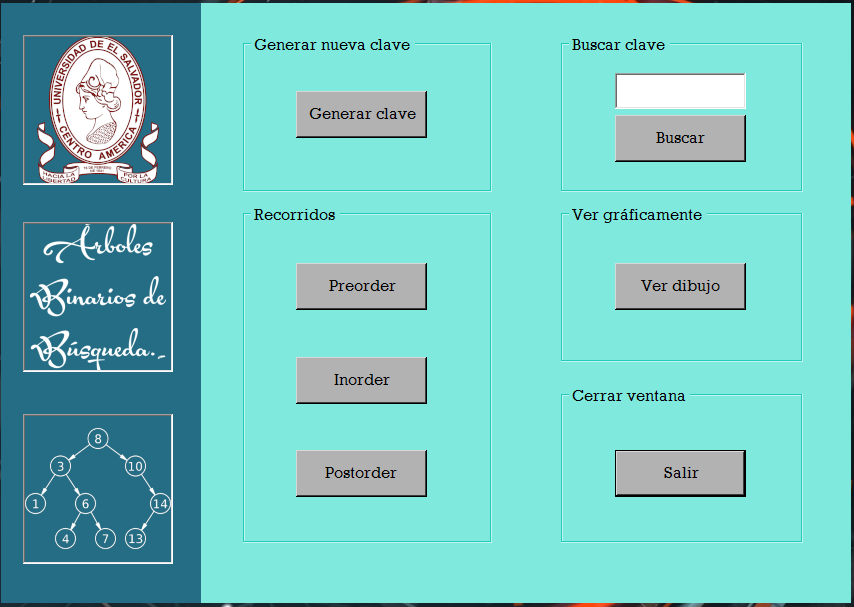 UNIVERSIDAD DE EL SALVADOR
CENTRO AMERICA
HACIA LA LIBERTAD
POR LA CULTURA
Árboles
Binarios de
Búsqueda._
8
3 10
1 6 14
4 7 13
Generar nueva clave
Generar clave
Buscar clave
Buscar
Recorridos
Preorder
Inorder
Postorder
Ver gráficamente
Ver dibujo
Cerrar ventana
Salir